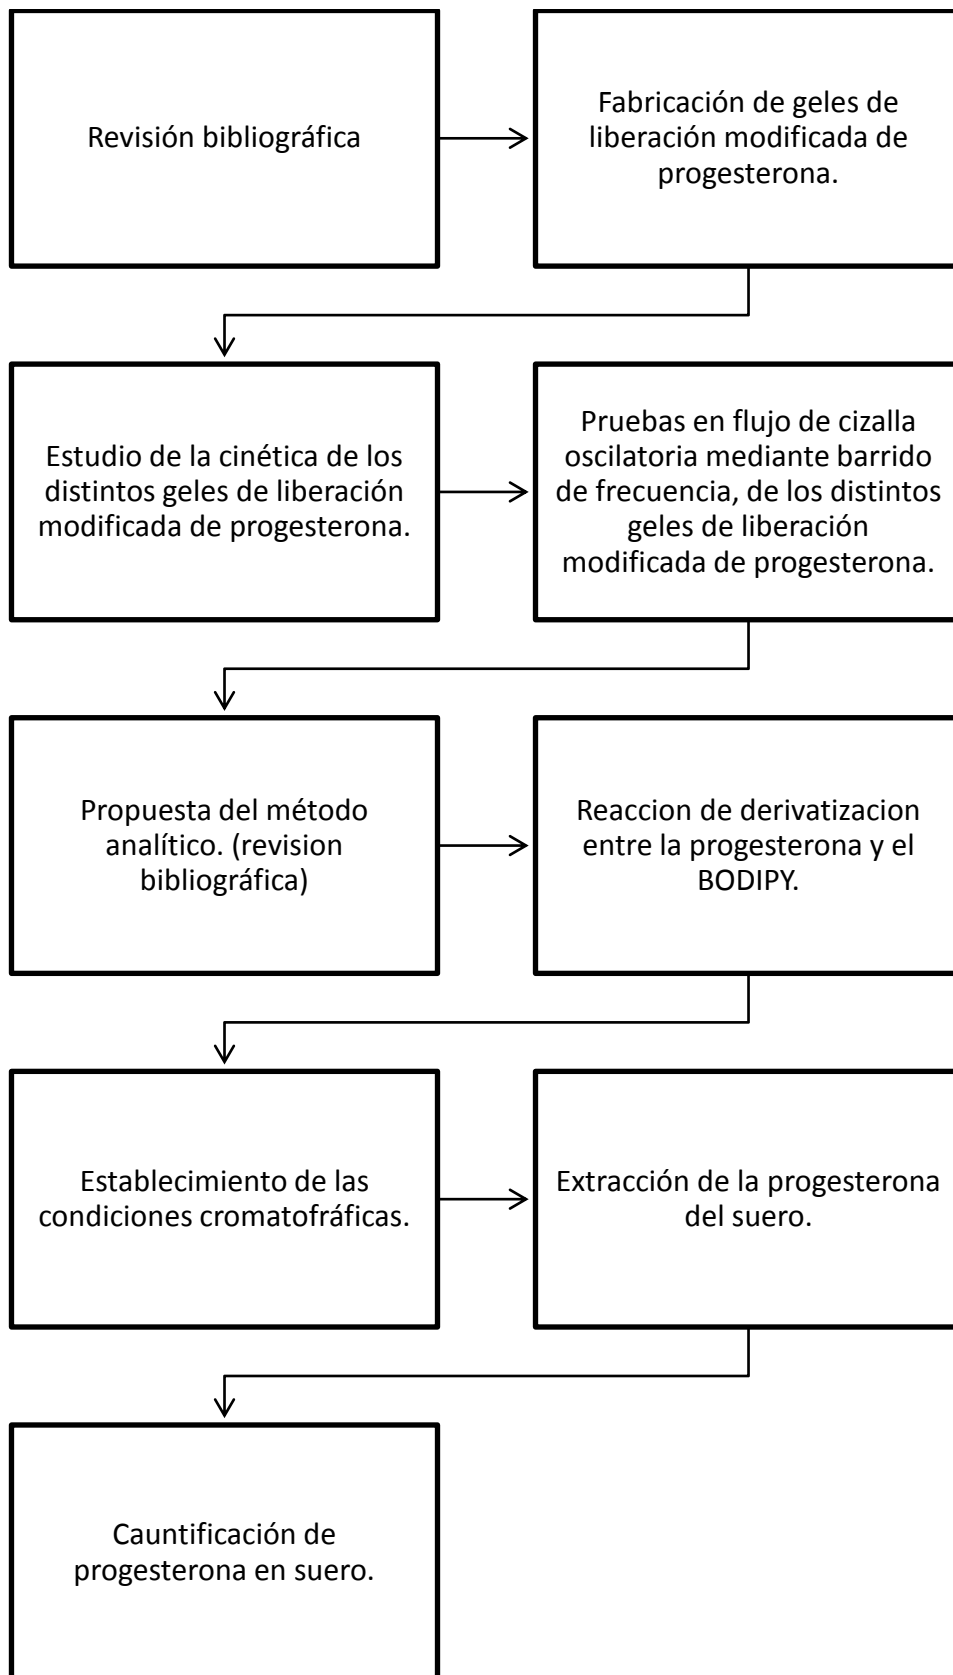 Revisión bibliográfica
Fabricación de geles de
liberación modificada de
progesterona.
Estudio de la cinética de los
distintos geles de liberación
modificada de progesterona.
Pruebas en flujo de cizalla
oscilatoria mediante barrido
de frecuencia, de los distintos
geles de liberación
modificada de progesterona.
Propuesta del método
analítico. (revision
bibliográfica)
Reaccion de derivatizacion
entre la progesterona y el
BODIPY.
Establecimiento de las
condiciones cromatofráficas.
Extracción de la progesterona
del suero.
Cauntificación de
progesterona en suero.